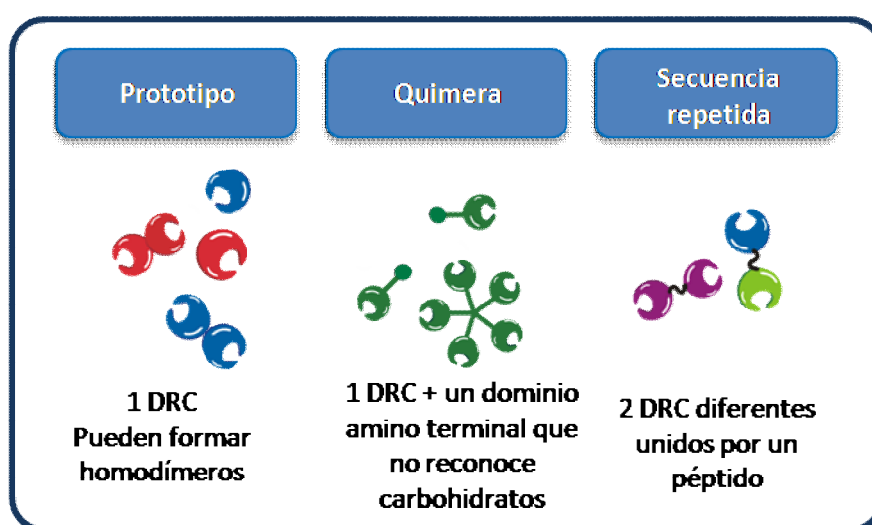 Prototipo
Quimera
Secuencia
repetida
1 DRC
Pueden formar
homodímeros
1 DRC + un dominio
amino terminal que
no reconoce
carbohidratos
2 DRC diferentes
unidos por un
péptido